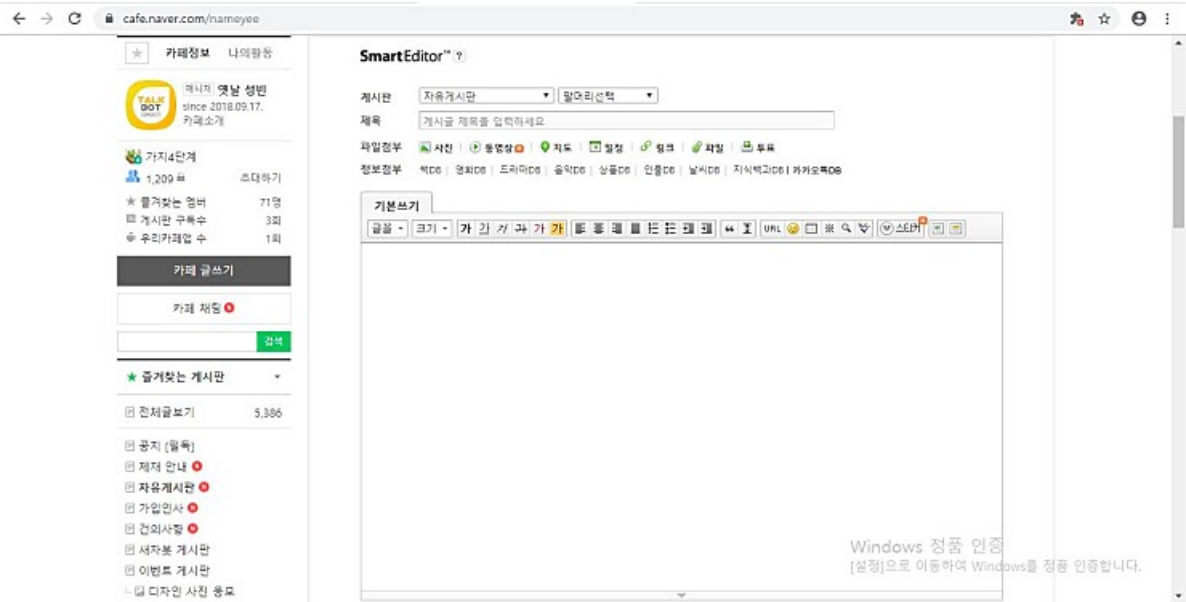 cafe.naver.com/nameyee
카페정보 나의활동
TALK BOT
매니저 옛날 성빈
since 2018.09.17.
카페소개
가지4단계
1,209 초대하기
즐겨찾는 멤버 71명
게시판 구독수 3회
우리카페앱 수 1회
카페 글쓰기
카페 채팅 N
검색
즐겨찾는 게시판
전체글보기 5,386
공지 [필독]
제재 안내 N
자유게시판 N
가입인사 N
건의사항 N
새자봇 게시판
이벤트 게시판
디자인 사진 응모
SmartEditor™ ?
게시판 자유게시판 말머리선택
제목 게시글 제목을 입력하세요
파일첨부 사진 동영상 지도 일정 링크 파일 투표
정보첨부 책DB 영화DB 드라마DB 음악DB 상품DB 인물DB 날씨DB 지식백과DB 카카오톡DB
기본쓰기
글꼴 크기 가 가 가 가 가 가 URL 스티커
Windows 정품 인증
[설정]으로 이동하여 Windows를 정품 인증합니다.